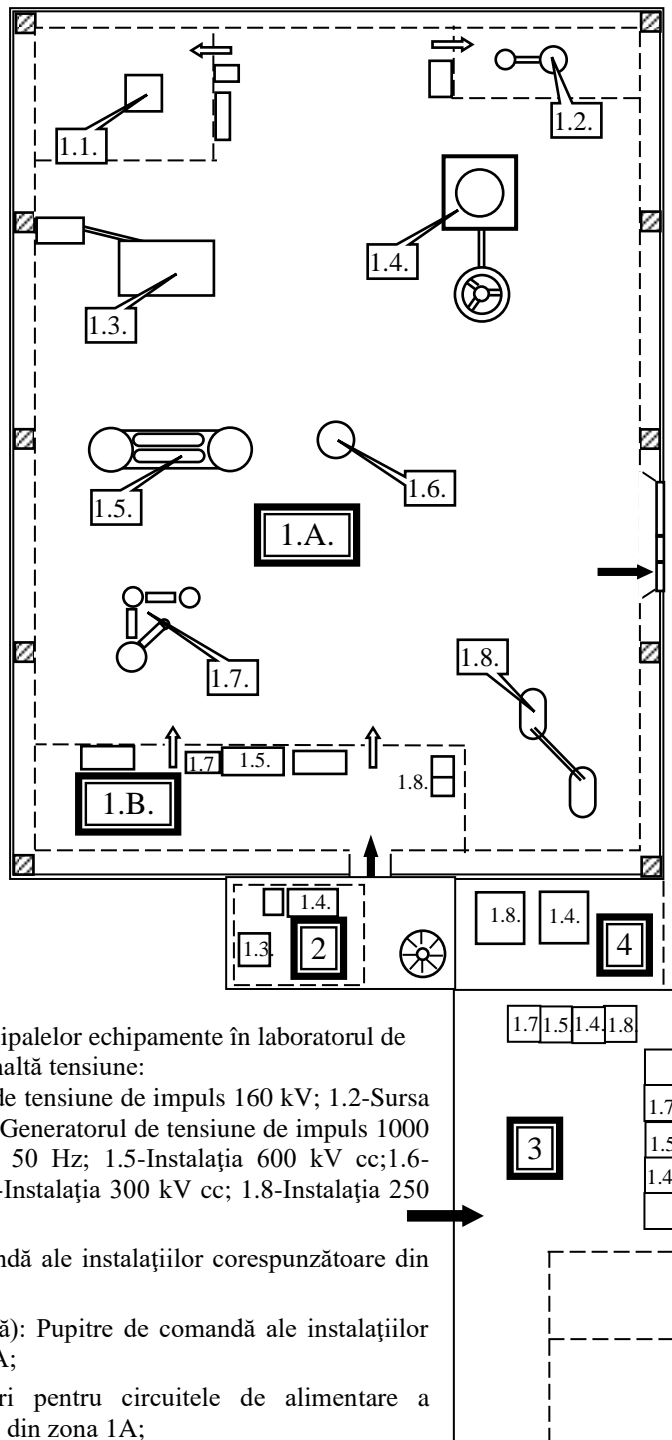 1.1.
1.2.
1.4.
1.3.
1.5.
1.6.
1.A.
1.7.
1.8.
1.7
1.5.
1.8.
1.B.
1.4.
1.3.
2
1.8.
1.4.
4
1.7
1.5.
1.4.
1.8.
1.7
1.5
1.4
3
ipalelor echipamente în laboratorul de
naltă tensiune:
de tensiune de impuls 160 kV; 1.2-Sursa
Generatorul de tensiune de impuls 1000
50 Hz; 1.5-Instalaţia 600 kV cc;1.6-
-Instalaţia 300 kV cc; 1.8-Instalaţia 250
ndă ale instalaţiilor corespunzătoare din
ă): Pupitre de comandă ale instalaţiilor
A;
ri pentru circuitele de alimentare a
din zona 1A;